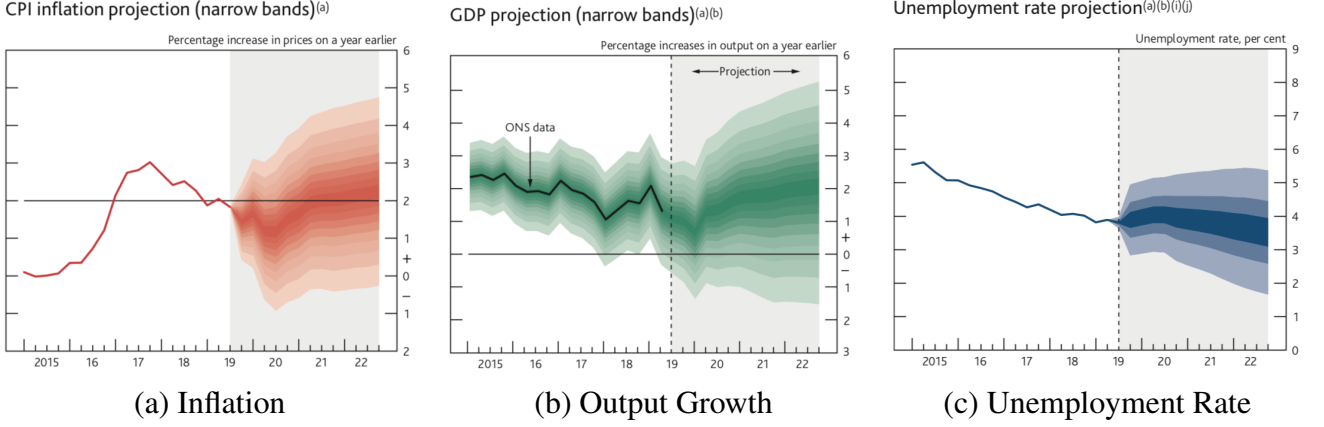 CPI inflation projection (narrow bands)(a)
Percentage increase in prices on a year earlier
6
5
4
3
2
1
+
0
–
1
2
2015 16 17 18 19 20 21 22
(a) Inflation
GDP projection (narrow bands)(a)(b)
Percentage increases in output on a year earlier
Projection
ONS data
6
5
4
3
2
1
+
0
–
1
2
3
2015 16 17 18 19 20 21 22
(b) Output Growth
Unemployment rate projection(a)(b)(i)(j)
Unemployment rate, per cent
9
8
7
6
5
4
3
2
1
0
2015 16 17 18 19 20 21 22
(c) Unemployment Rate